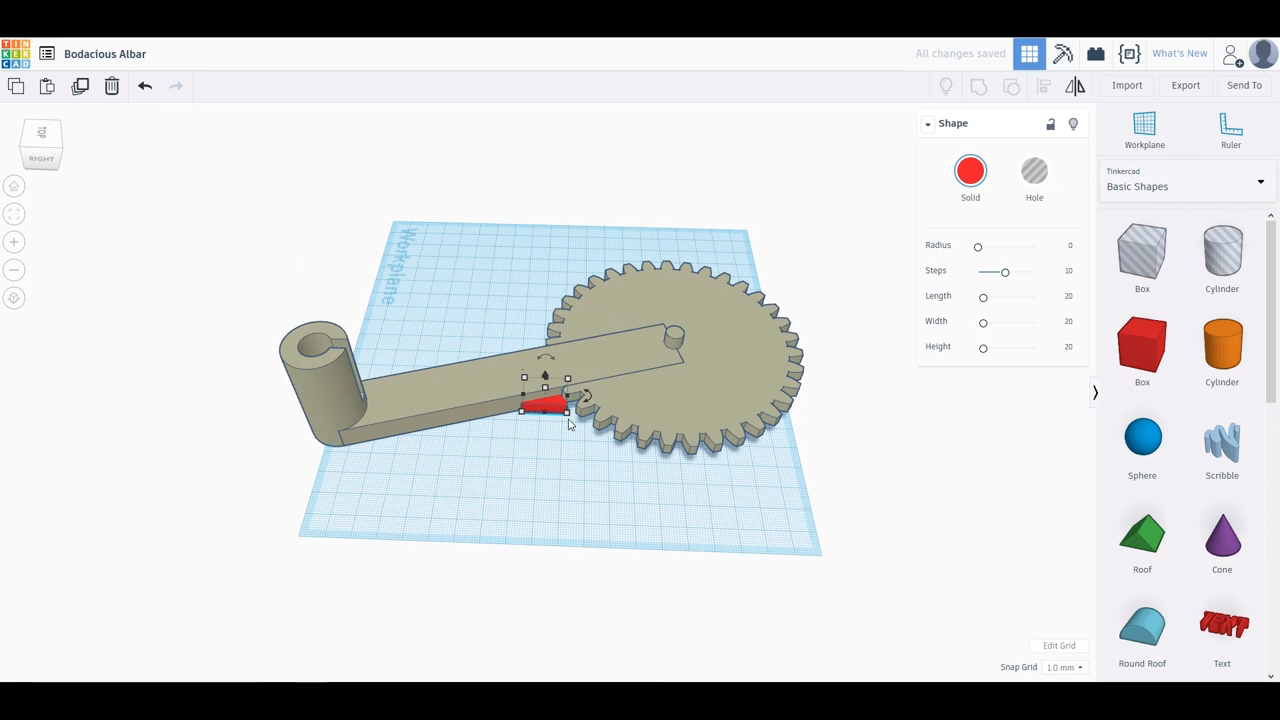 TIN
KER
CAD
Bodacious Albar
All changes saved
What's New
Import
Export
Send To
TOP
RIGHT
Workplane
Shape
Solid
Hole
Radius
0
Steps
10
Length
20
Width
20
Height
20
Workplane
Ruler
Tinkercad
Basic Shapes
Box
Cylinder
Box
Cylinder
Sphere
Scribble
Roof
Cone
TEXT
Round Roof
Text
Edit Grid
Snap Grid
1.0 mm